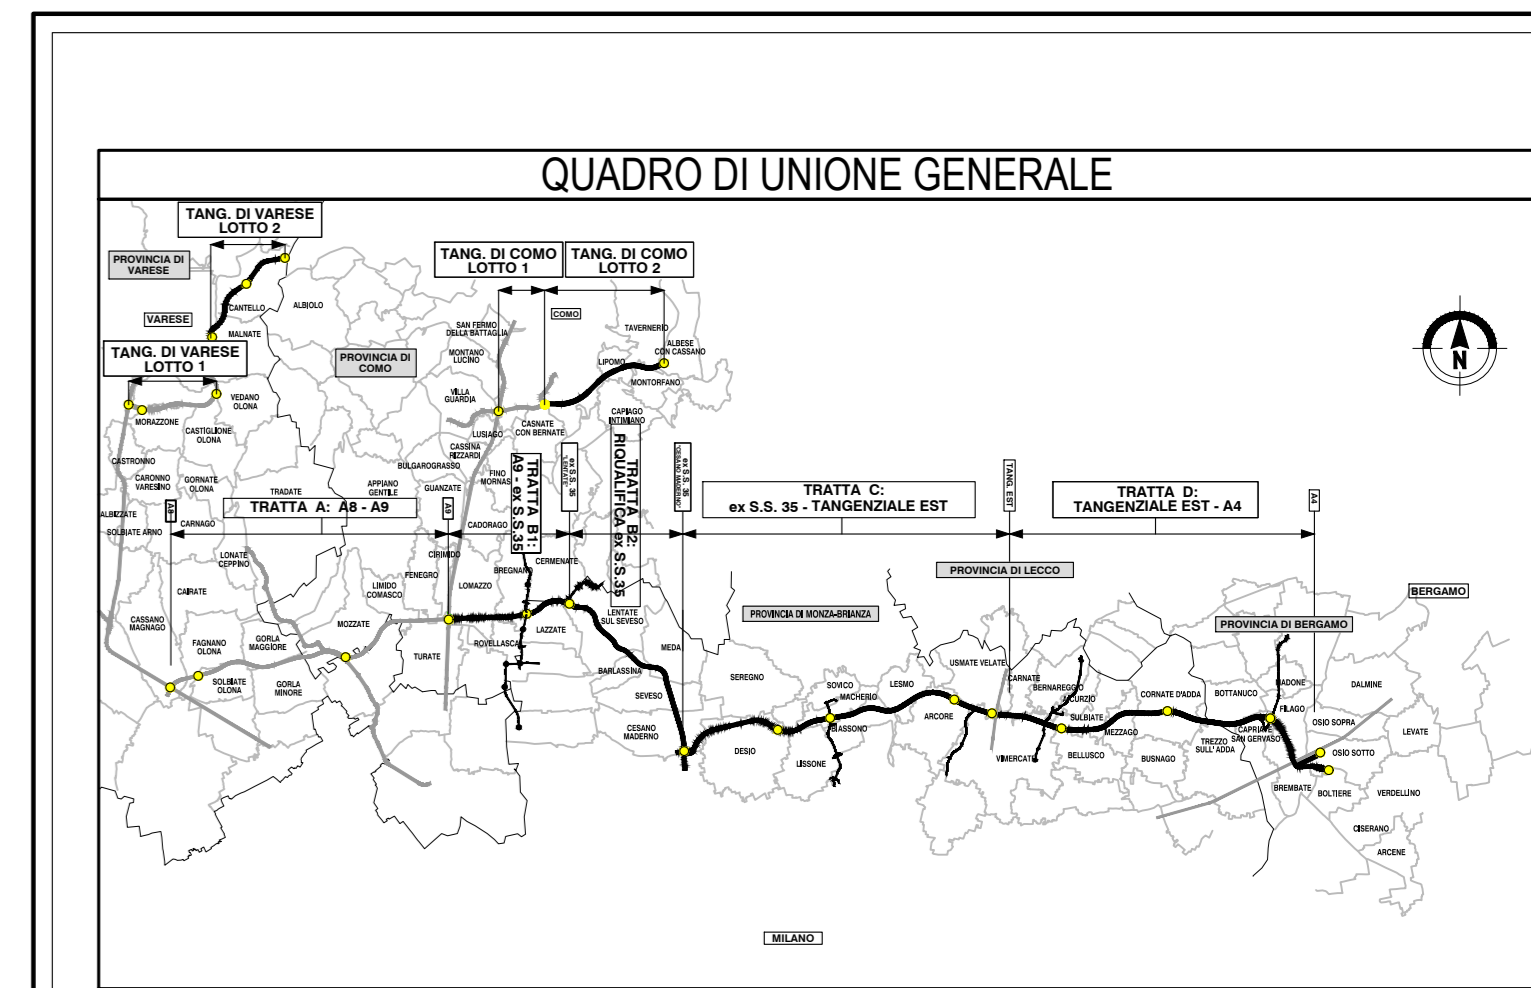 QUADRO DI UNIONE GENERALE
TANG. DI VARESE
LOTTO 2
PROVINCIA DI
VARESE
CANTELLO
ALBIOLO
VARESE
MALNATE
TANG. DI VARESE
LOTTO 1
PROVINCIA DI
COMO
TANG. DI COMO
LOTTO 1
TANG. DI COMO
LOTTO 2
COMO
SAN FERMO
DELLA BATTAGLIA
TAVERNERIO
ALBESE
CON CASSANO
MONTANO
LUCINO
LIPOMO
MONTORFANO
VILLA
GUARDIA
CAPIAGO
INTIMIANO
VEDANO
OLONA
MORAZZONE
CASTIGLIONE
OLONA
LUSIAGO
CASNATE
CON BERNATE
CASSINA
RIZZARDI
CASTRONNO
BULGAROGRASSO
CARONNO
VARESINO
GORNATE
OLONA
FINO
MORNAS
TRADATE
APPIANO
GENTILE
GUANZATE
ALBIZZATE
CARNAGO
SOLBIATE ARNO
CADORAGO
A8
TRATTA A: A8 - A9
A9
TRATTA B1:
A9 - ex S.S.35
ex S.S. 35
"LENTATE"
TRATTA B2:
RIQUALIFICA ex S.S.35
ex S.S. 35
"CESANO MADERNO"
TRATTA C:
ex S.S. 35 - TANGENZIALE EST
TANG. EST
TRATTA D:
TANGENZIALE EST - A4
A4
LONATE
CEPPINO
CIRIMIDO
FENEGRO
LIMIDO
COMASCO
LOMAZZO
BREGNANO
CERMENATE
CAIRATE
CASSANO
MAGNAGO
MOZZATE
GORLA
MAGGIORE
FAGNANO
OLONA
SOLBIATE
OLONA
GORLA
MINORE
TURATE
ROVELLASCA
LAZZATE
LENTATE
SUL SEVESO
MEDA
BARLASSINA
SEVESO
CESANO
MADERNO
PROVINCIA DI LECCO
PROVINCIA DI MONZA-BRIANZA
BERGAMO
PROVINCIA DI BERGAMO
SEREGNO
SOVICO
MACHERIO
LESMO
USMATE VELATE
CARNATE
BERNAREGGIO
CORNATE D'ADDA
BOTTANUCO
MADONE
DALMINE
DESIO
BIASSONO
LISSONE
ARCORE
VIMERCATE
SULBIATE
MEZZAGO
BELLUSCO
BUSNAGO
TREZZO
SULL' ADDA
CAPRIATE
SAN GERVASO
FILAGO
OSIO SOPRA
LEVATE
OSIO SOTTO
BREMBATE
BOLTIERE
VERDELLINO
CISERANO
ARCENE
MILANO
N